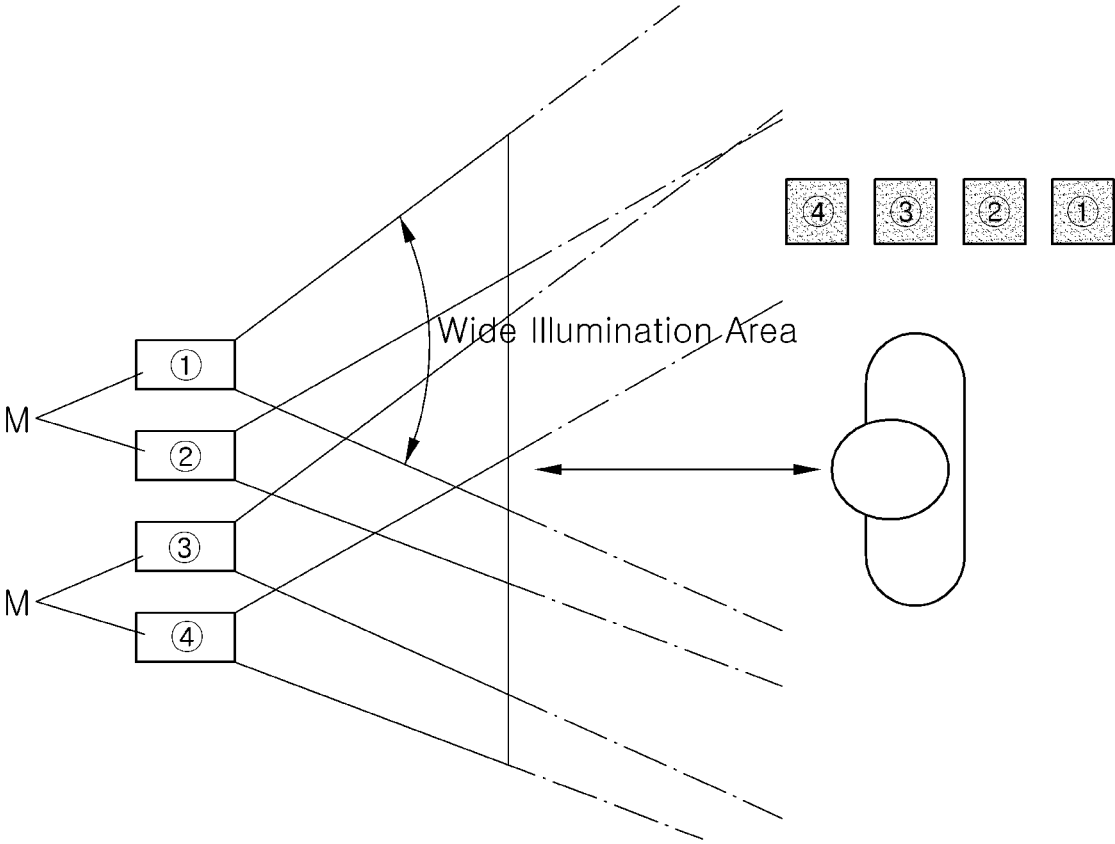 ④ ③ ② ①
Wide Illumination Area
①
M
②
③
M
④